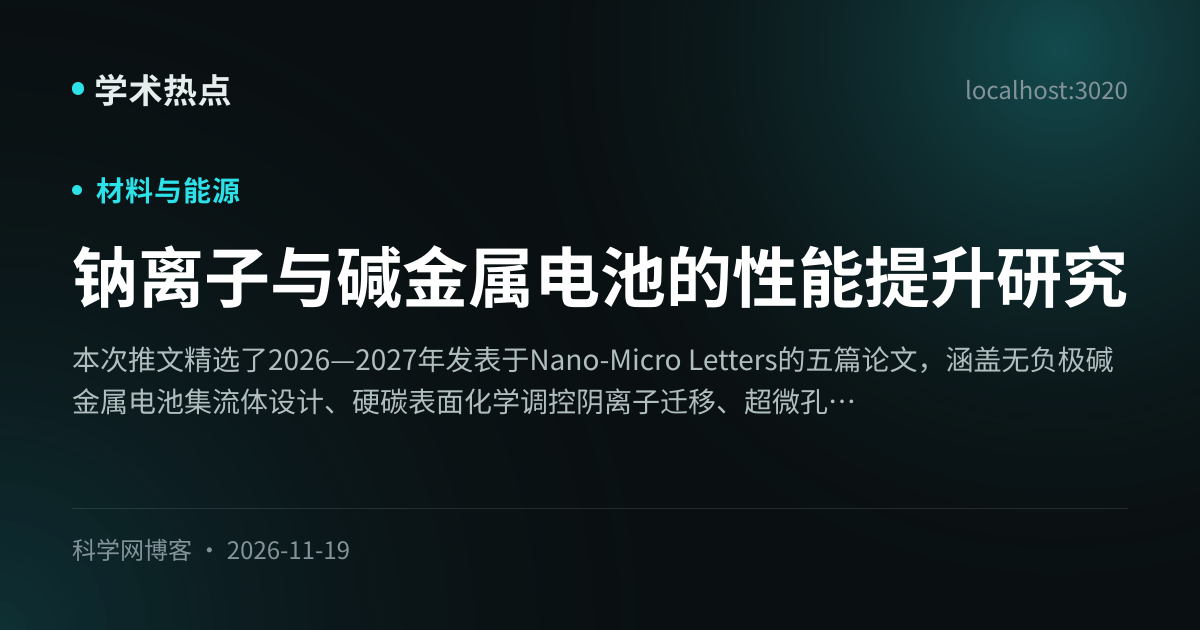 学术热点
localhost:3020
材料与能源
钠离子与碱金属电池的性能提升研究
本次推文精选了2026—2027年发表于Nano-Micro Letters的五篇论文，涵盖无负极碱
金属电池集流体设计、硬碳表面化学调控阴离子迁移、超微孔…
科学网博客 · 2026-11-19